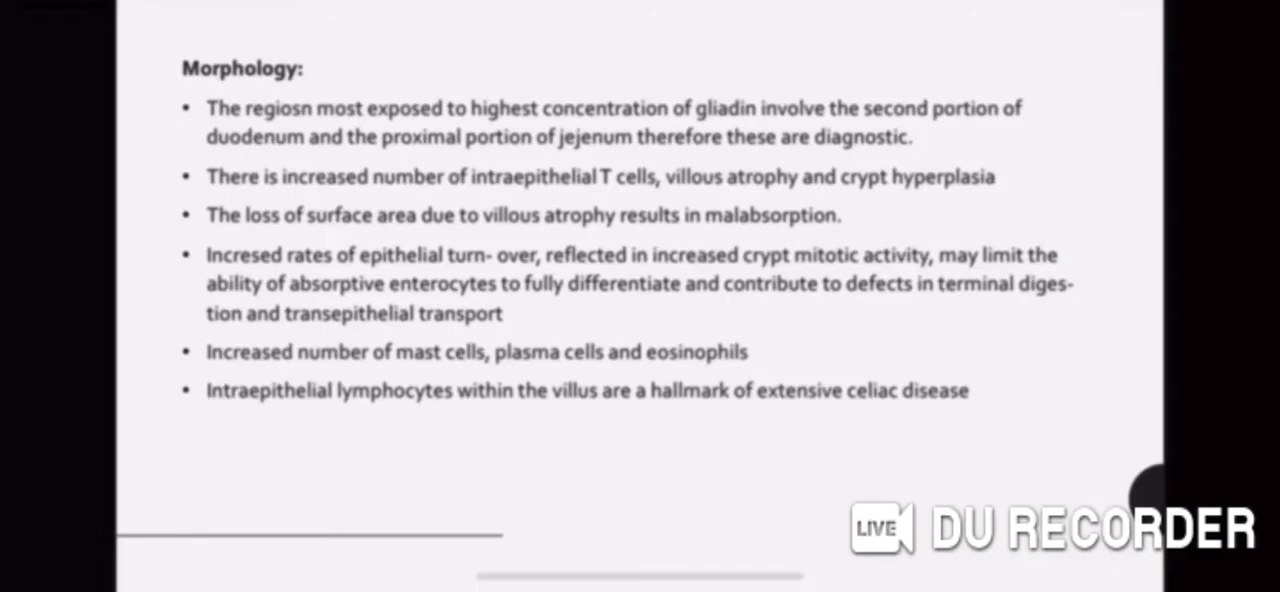 Morphology:
• The regiosn most exposed to highest concentration of gliadin involve the second portion of
duodenum and the proximal portion of jejenum therefore these are diagnostic.
• There is increased number of intraepithelial T cells, villous atrophy and crypt hyperplasia
• The loss of surface area due to villous atrophy results in malabsorption.
• Incresed rates of epithelial turn- over, reflected in increased crypt mitotic activity, may limit the
ability of absorptive enterocytes to fully differentiate and contribute to defects in terminal diges-
tion and transepithelial transport
• Increased number of mast cells, plasma cells and eosinophils
• Intraepithelial lymphocytes within the villus are a hallmark of extensive celiac disease
LIVE DU RECORDER